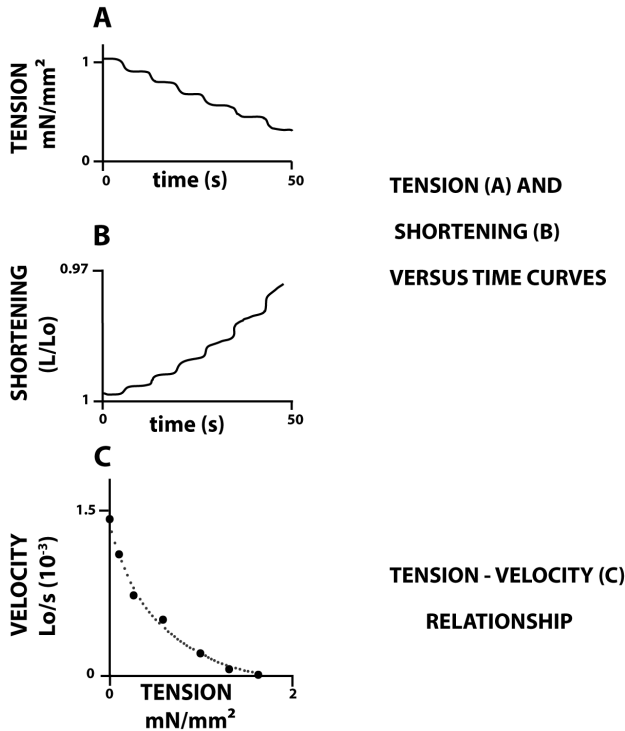 A
TENSION
mN/mm²
1
0
0
time (s)
50
TENSION (A) AND
SHORTENING (B)
VERSUS TIME CURVES
B
SHORTENING
(L/Lo)
0.97
1
0
time (s)
50
C
VELOCITY
Lo/s (10⁻³)
1.5
0
0
TENSION
2
mN/mm²
TENSION - VELOCITY (C)
RELATIONSHIP